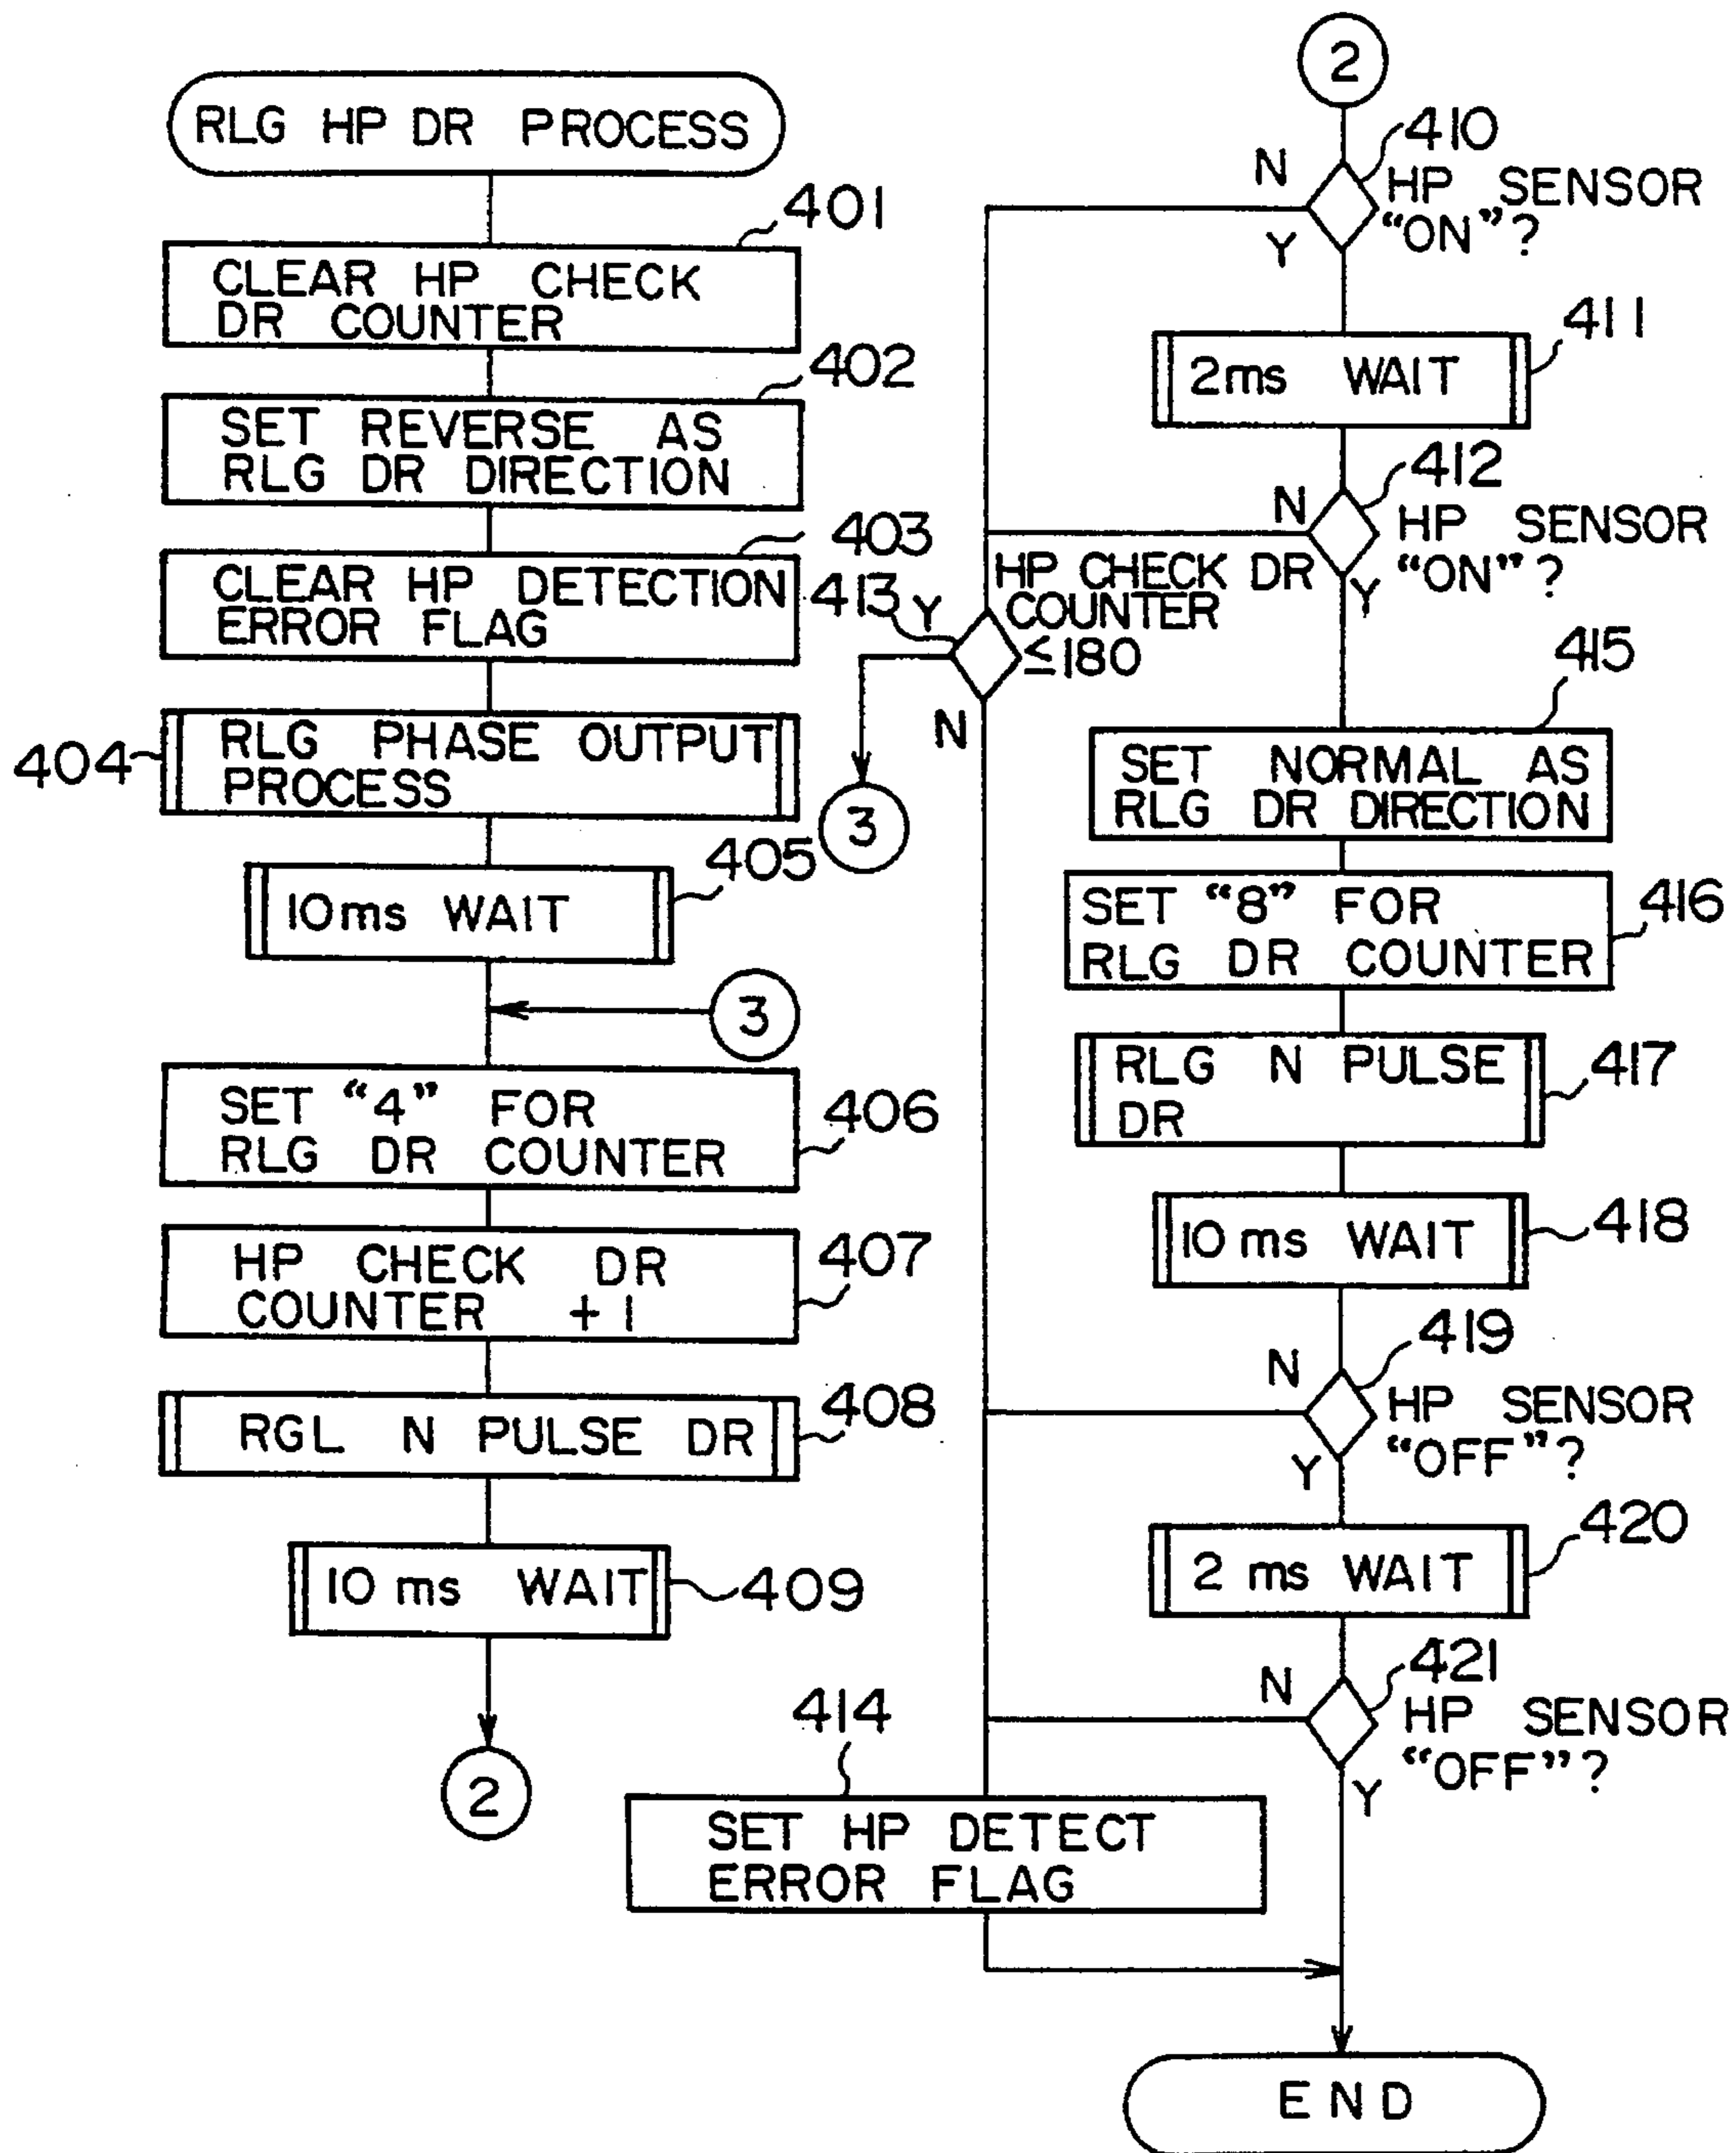 RLG HP DR PROCESS
401
CLEAR HP CHECK
DR COUNTER
402
SET REVERSE AS
RLG DR DIRECTION
403
CLEAR HP DETECTION
ERROR FLAG
404
RLG PHASE OUTPUT
PROCESS
405
10ms WAIT
3
406
SET “4” FOR
RLG DR COUNTER
407
HP CHECK DR
COUNTER +1
408
RGL N PULSE DR
409
10 ms WAIT
2
2
410
N
HP SENSOR
“ON”?
Y
411
2ms WAIT
412
N
HP SENSOR
“ON”?
Y
HP CHECK DR
COUNTER
≤180
413
Y
N
3
415
SET NORMAL AS
RLG DR DIRECTION
416
SET “8” FOR
RLG DR COUNTER
417
RLG N PULSE
DR
418
10 ms WAIT
419
N
HP SENSOR
“OFF”?
Y
420
2 ms WAIT
421
N
HP SENSOR
“OFF”?
Y
414
SET HP DETECT
ERROR FLAG
END